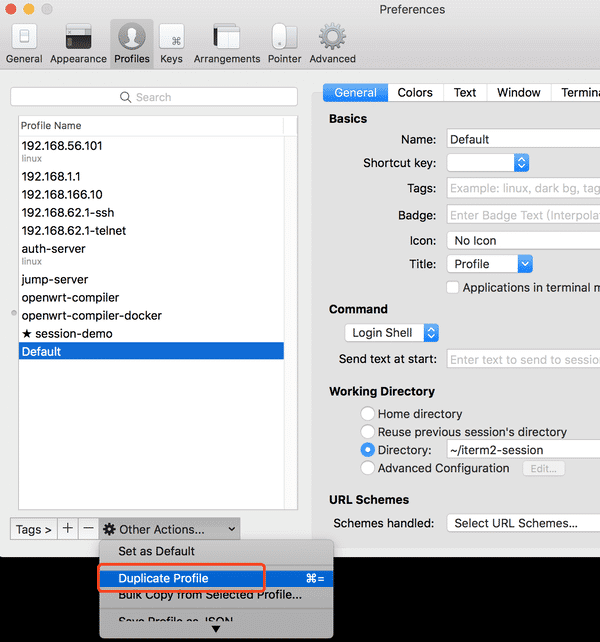 Preferences
General Appearance Profiles Keys Arrangements Pointer Advanced
Search
Profile Name
192.168.56.101
linux
192.168.1.1
192.168.166.10
192.168.62.1-ssh
192.168.62.1-telnet
auth-server
linux
jump-server
openwrt-compiler
openwrt-compiler-docker
★ session-demo
Default
Tags > + − Other Actions...
Set as Default
Duplicate Profile ⌘=
Bulk Copy from Selected Profile...
Save Profile as JSON
General Colors Text Window
Basics
Name: Default
Shortcut key:
Tags: Example: linux, dark bg,
Badge: Enter Badge Text
Icon: No Icon
Title: Profile
Applications in terminal
Command
Login Shell
Send text at start: Enter text to send to
Working Directory
Home directory
Reuse previous session's directory
Directory: ~/iterm2-session
Advanced Configuration Edit...
URL Schemes
Schemes handled: Select URL Schemes...